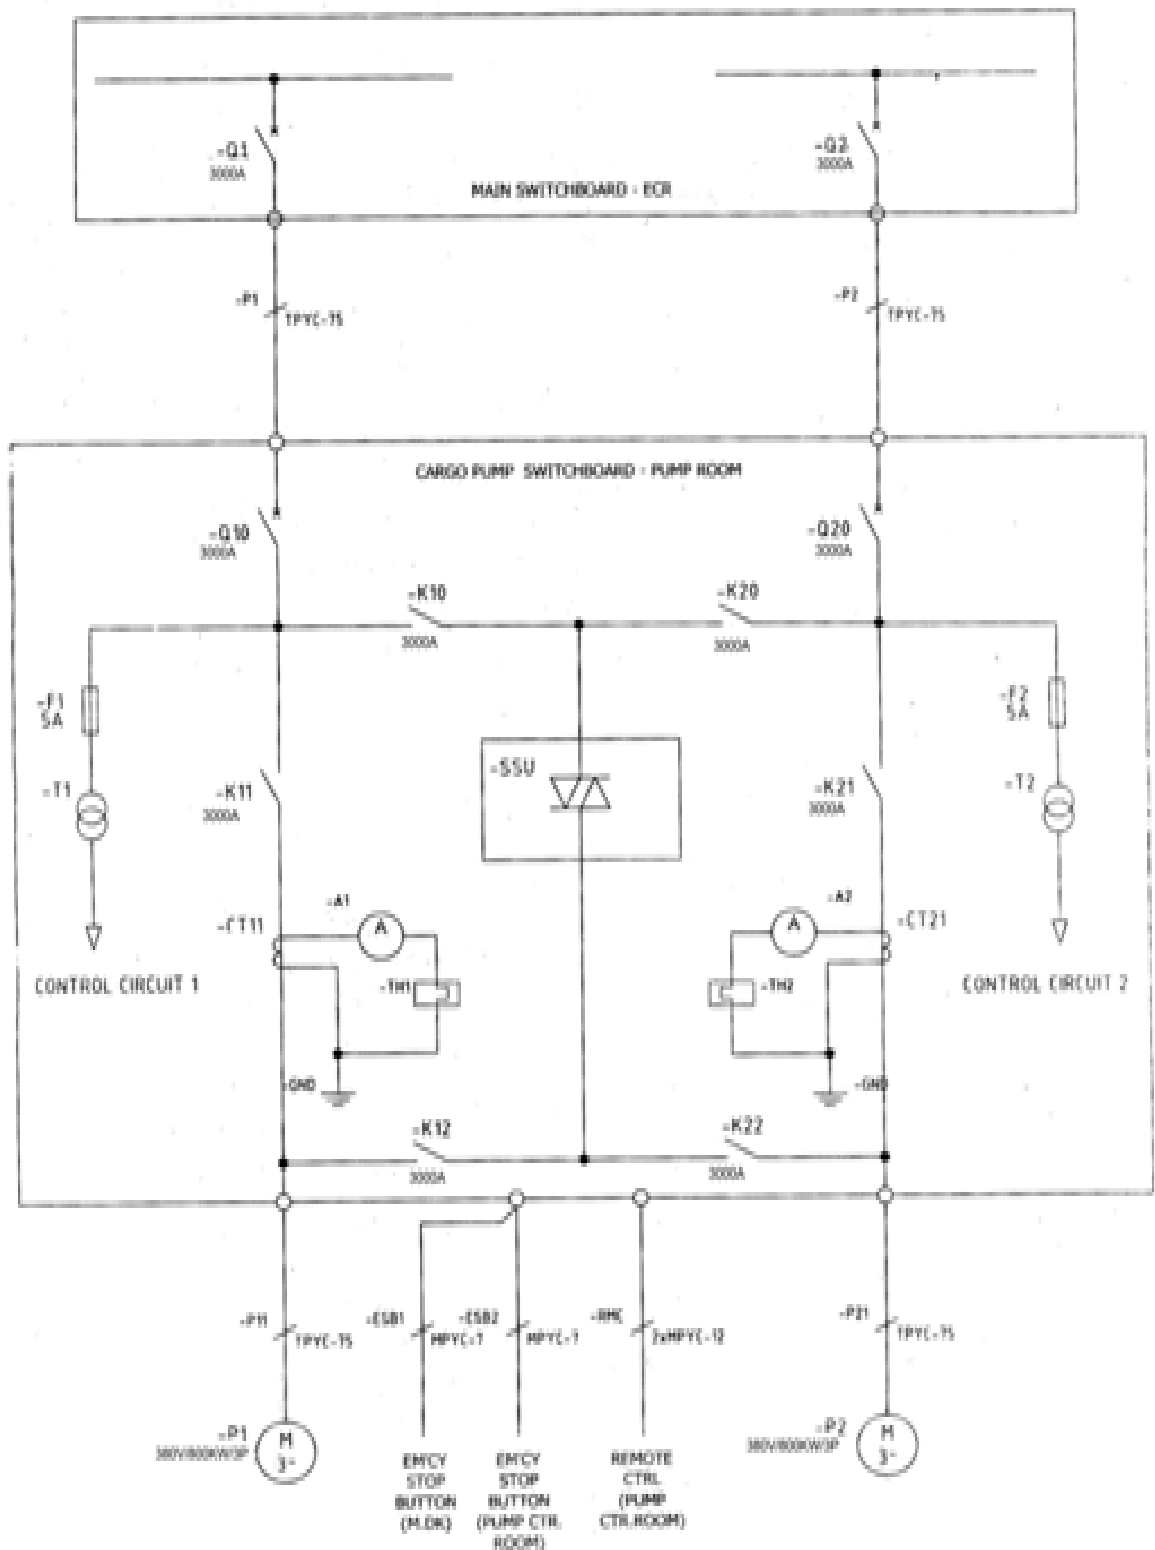 -Q1
3000A
-Q2
3000A
MAIN SWITCHBOARD - ECR
-P1
TPYC-75
-P2
TPYC-75
CARGO PUMP SWITCHBOARD - PUMP ROOM
-Q10
3000A
-Q20
3000A
-K10
3000A
-K20
3000A
-F1
5A
-F2
5A
-SSU
-T1
-K11
3000A
-K21
3000A
-T2
-A1
A
-CT11
-A2
A
-CT21
CONTROL CIRCUIT 1
-TH1
-TH2
CONTROL CIRCUIT 2
-GND
-GND
-K12
3000A
-K22
3000A
-P11
TPYC-75
-ESB1
MPYC-7
-ESB2
MPYC-7
-RMC
2xMPYC-12
-P21
TPYC-75
-P1
380V/800KW/3P
M
3~
-P2
380V/800KW/3P
M
3~
EM'CY
STOP
BUTTON
(M.DK)
EM'CY
STOP
BUTTON
(PUMP CTR.
ROOM)
REMOTE
CTRL
(PUMP
CTR.ROOM)